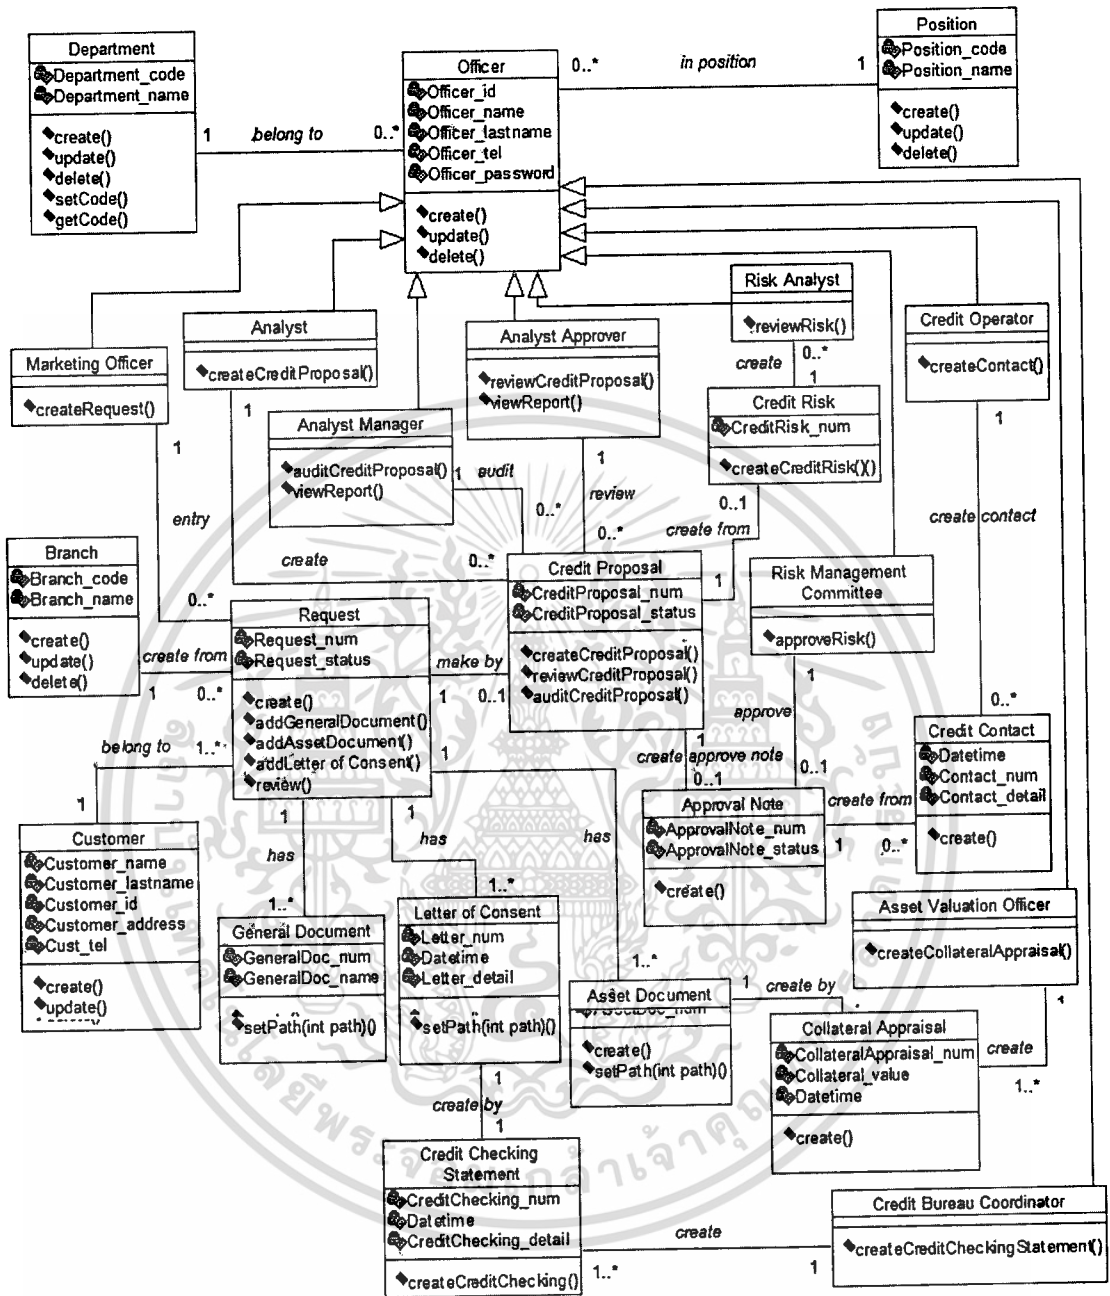 Department
Department_code
Department_name
create()
update()
delete()
setCode()
getCode()
1 belong to 0..*
Officer
Officer_id
Officer_name
Officer_lastname
Officer_tel
Officer_password
create()
update()
delete()
0..* in position 1
Position
Position_code
Position_name
create()
update()
delete()
Marketing Officer
createRequest()
Analyst
createCreditProposal()
Analyst Manager
auditCreditProposal()
viewReport()
Analyst Approver
reviewCreditProposal()
viewReport()
Risk Analyst
reviewRisk()
create 0..*
1
Credit Risk
CreditRisk_num
createCreditRisk()()
Credit Operator
createContact()
1
entry
0..*
1
create
0..*
1 audit
0..*
1
review
0..*
0..1
create from
1
1
create contact
0..*
Branch
Branch_code
Branch_name
create()
update()
delete()
create from
1 0..*
Request
Request_num
Request_status
create()
addGeneralDocument()
addAssetDocument()
addLetter of Consent()
review()
make by
1 0..1
Credit Proposal
CreditProposal_num
CreditProposal_status
createCreditProposal()
reviewCreditProposal()
auditCreditProposal()
Risk Management
Committee
approveRisk()
1
approve
0..1
1
create approve note
0..1
Credit Contact
Datetime
Contact_num
Contact_detail
create()
Approval Note
ApprovalNote_num
ApprovalNote_status
create()
create from
1 0..*
belong to 1..*
1
Customer
Customer_name
Customer_lastname
Customer_id
Customer_address
Cust_tel
create()
update()
1
has
1..*
General Document
GeneralDoc_num
GeneralDoc_name
setPath(int path)()
1
has
1..*
Letter of Consent
Letter_num
Datetime
Letter_detail
setPath(int path)()
1
has
1..*
Asset Document
create()
setPath(int path)()
1 create by
1
Asset Valuation Officer
createCollateralAppraisal()
1
create
1..*
Collateral Appraisal
CollateralAppraisal_num
Collateral_value
Datetime
create()
1
create by
1
Credit Checking
Statement
CreditChecking_num
Datetime
CreditChecking_detail
createCreditChecking()
create
1..* 1
Credit Bureau Coordinator
createCreditCheckingStatement()